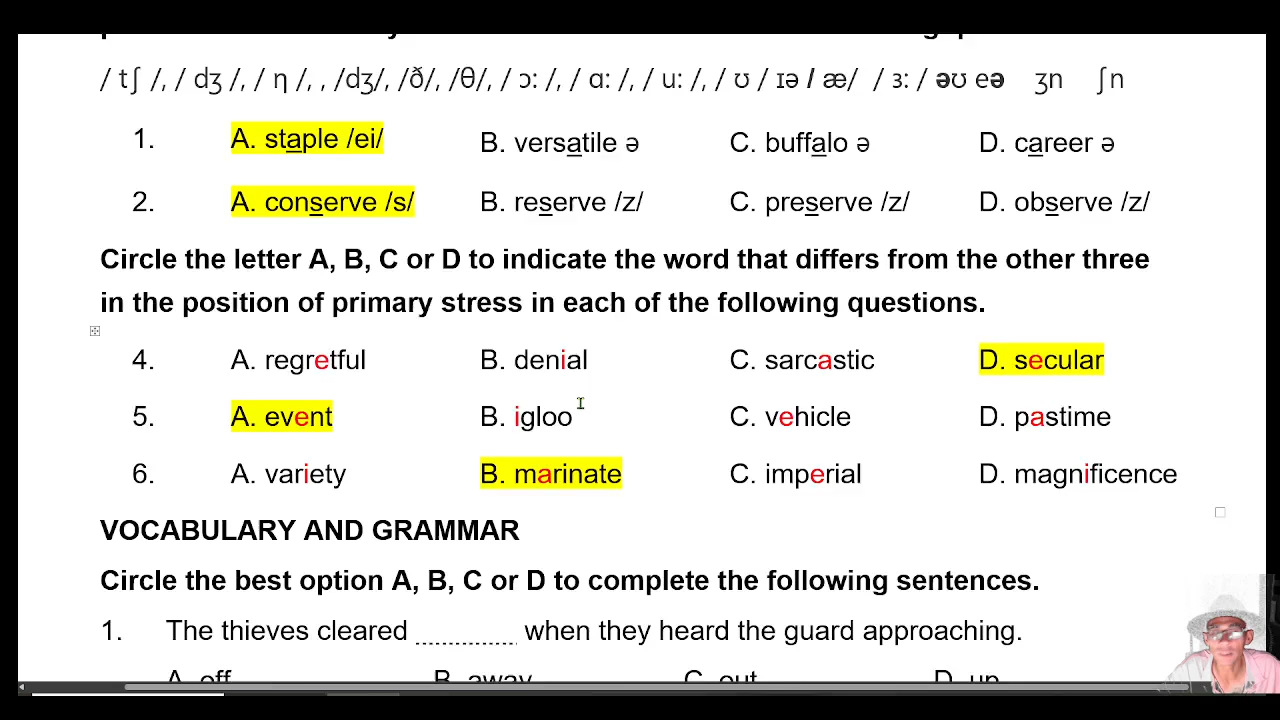 / tʃ /, / dʒ /, / η /, , /dʒ/, /ð/, /θ/, / ɔ: /, / ɑ: /, / u: /, / ʊ / ɪə / æ/ / ɜ: / əʊ eə ʒn ʃn
1. A. staple /ei/ B. versatile ə C. buffalo ə D. career ə
2. A. conserve /s/ B. reserve /z/ C. preserve /z/ D. observe /z/
Circle the letter A, B, C or D to indicate the word that differs from the other three
in the position of primary stress in each of the following questions.
4. A. regretful B. denial C. sarcastic D. secular
5. A. event B. igloo C. vehicle D. pastime
6. A. variety B. marinate C. imperial D. magnificence
VOCABULARY AND GRAMMAR
Circle the best option A, B, C or D to complete the following sentences.
1. The thieves cleared ............ when they heard the guard approaching.
A. off B. away C. out D. up